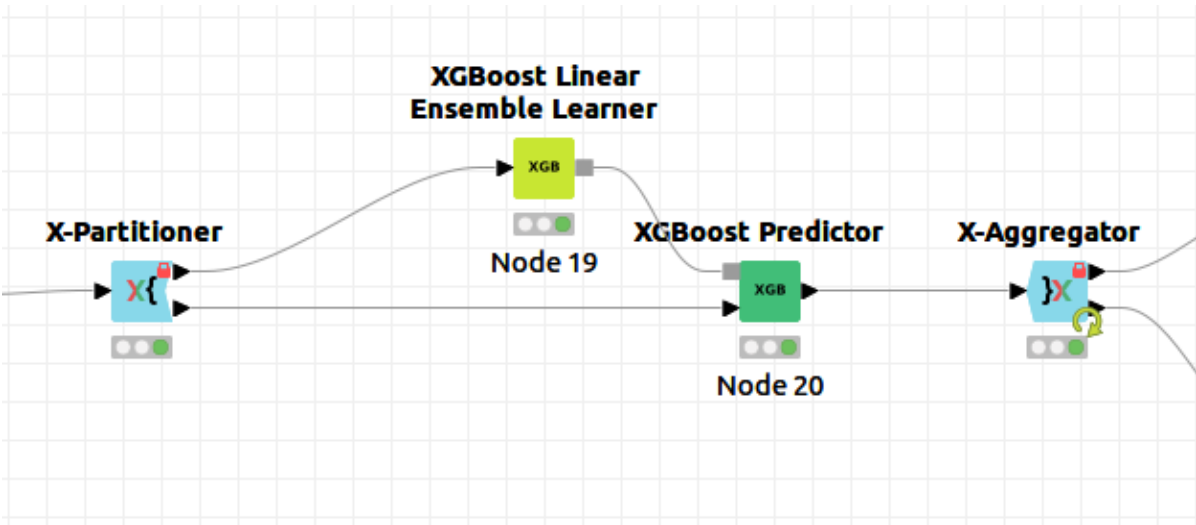 XGBoost Linear
Ensemble Learner
XGB
X-Partitioner
Node 19
XGBoost Predictor
X-Aggregator
X{
XGB
}X
Node 20